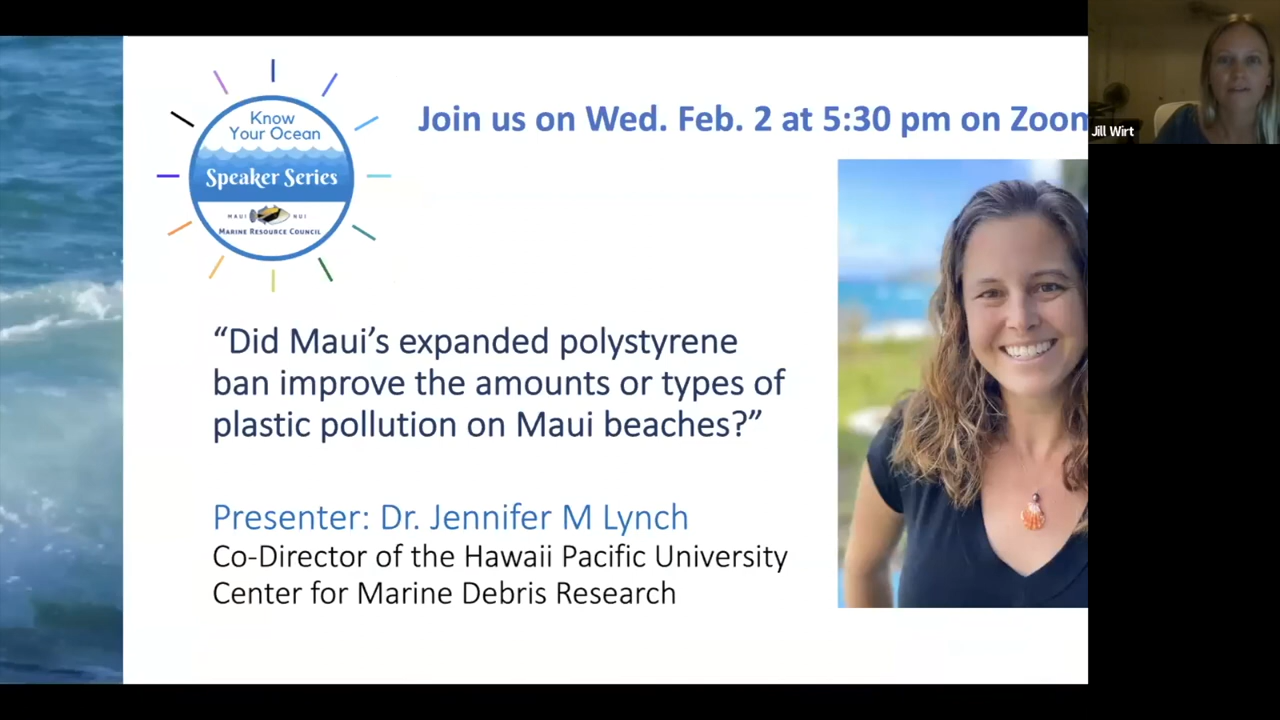 Know
Your Ocean
Speaker Series
MAUI NUI
MARINE RESOURCE COUNCIL
Join us on Wed. Feb. 2 at 5:30 pm on Zoom
Jill Wirt
“Did Maui’s expanded polystyrene
ban improve the amounts or types of
plastic pollution on Maui beaches?”
Presenter: Dr. Jennifer M Lynch
Co-Director of the Hawaii Pacific University
Center for Marine Debris Research